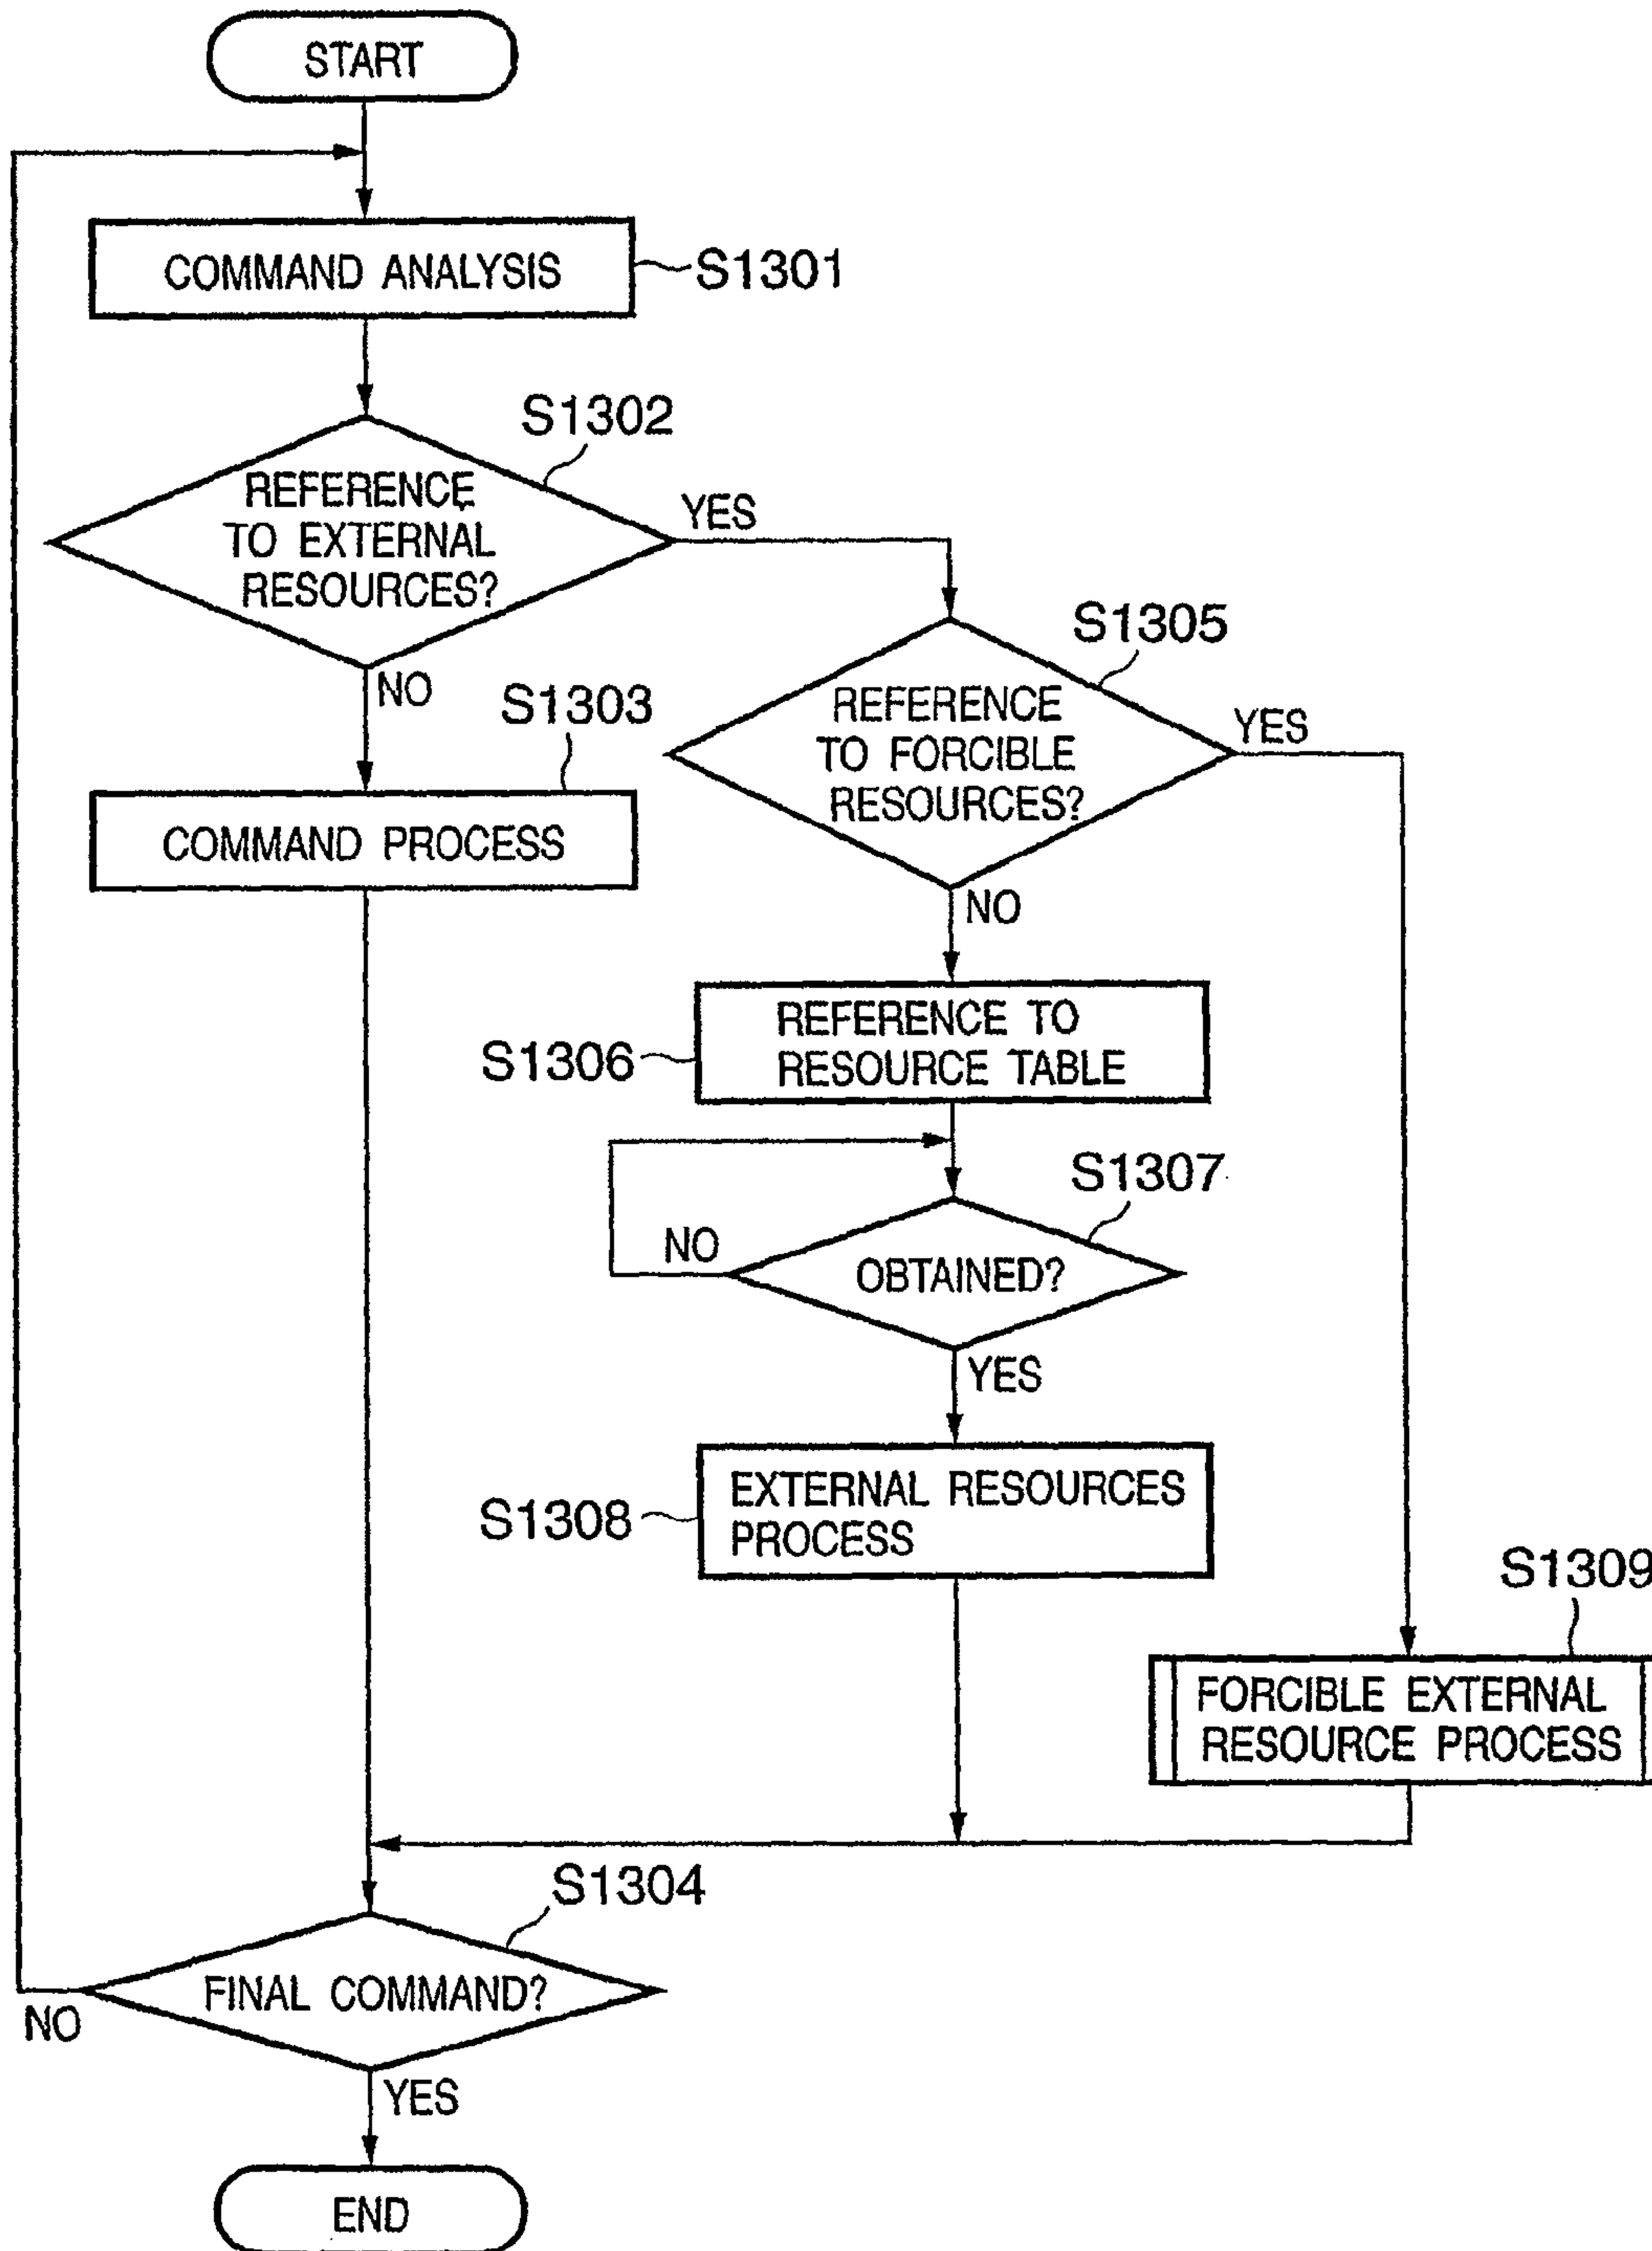 START
COMMAND ANALYSIS
S1301
S1302
REFERENCE
TO EXTERNAL
RESOURCES?
YES
NO
S1303
COMMAND PROCESS
S1305
REFERENCE
TO FORCIBLE
RESOURCES?
YES
NO
REFERENCE TO
RESOURCE TABLE
S1306
S1307
OBTAINED?
NO
YES
EXTERNAL RESOURCES
PROCESS
S1308
S1309
FORCIBLE EXTERNAL
RESOURCE PROCESS
S1304
FINAL COMMAND?
NO
YES
END